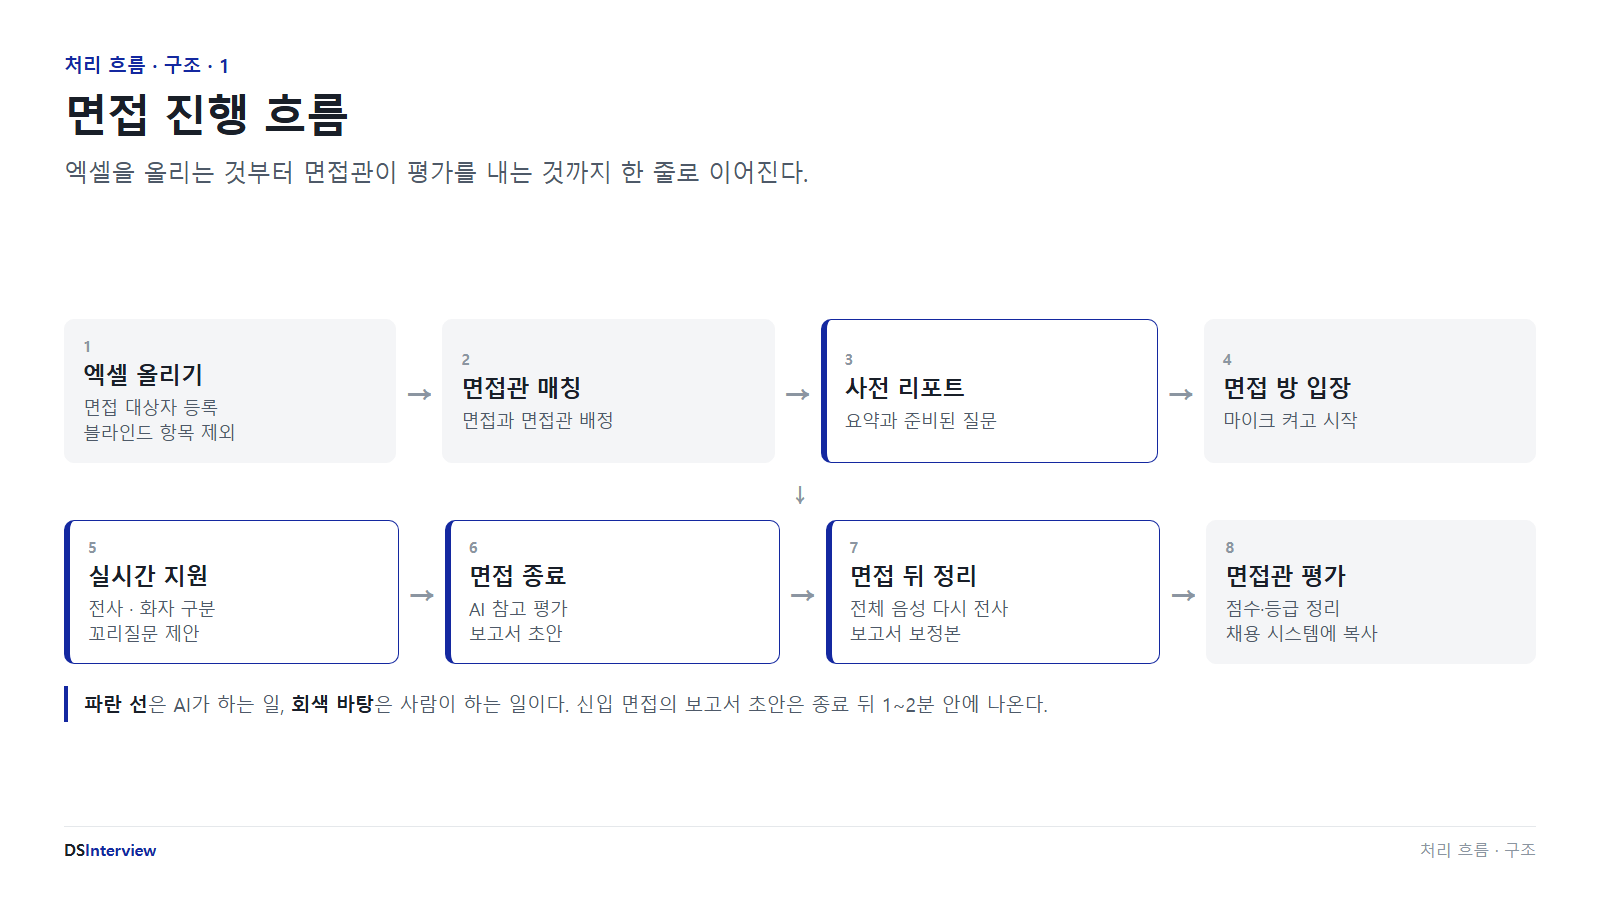 처리 흐름 · 구조 · 1
면접 진행 흐름
엑셀을 올리는 것부터 면접관이 평가를 내는 것까지 한 줄로 이어진다.
1
엑셀 올리기
면접 대상자 등록
블라인드 항목 제외
→
2
면접관 매칭
면접과 면접관 배정
→
3
사전 리포트
요약과 준비된 질문
→
4
면접 방 입장
마이크 켜고 시작
↓
5
실시간 지원
전사 · 화자 구분
꼬리질문 제안
→
6
면접 종료
AI 참고 평가
보고서 초안
→
7
면접 뒤 정리
전체 음성 다시 전사
보고서 보정본
→
8
면접관 평가
점수·등급 정리
채용 시스템에 복사
파란 선은 AI가 하는 일, 회색 바탕은 사람이 하는 일이다. 신입 면접의 보고서 초안은 종료 뒤 1~2분 안에 나온다.
DSInterview
처리 흐름 · 구조